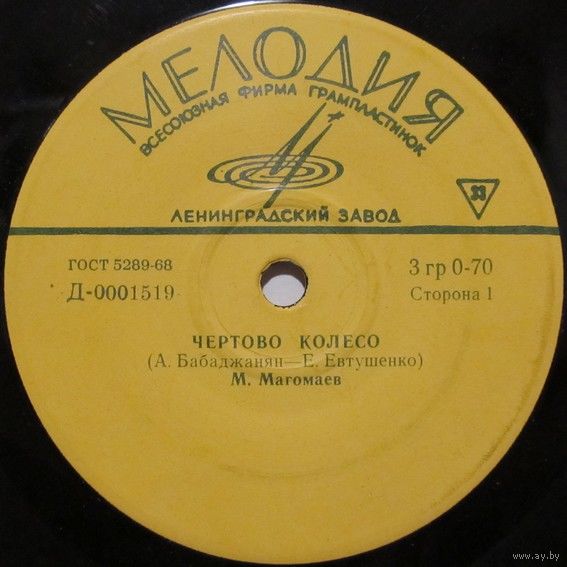 МЕЛОДИЯ
ВСЕСОЮЗНАЯ ФИРМА ГРАМПЛАСТИНОК
33
ЛЕНИНГРАДСКИЙ ЗАВОД
ГОСТ 5289-68
3 гр 0-70
Д-0001519
Сторона 1
ЧЕРТОВО КОЛЕСО
(А. Бабаджанян—Е. Евтушенко)
М. Магомаев
www.ay.by